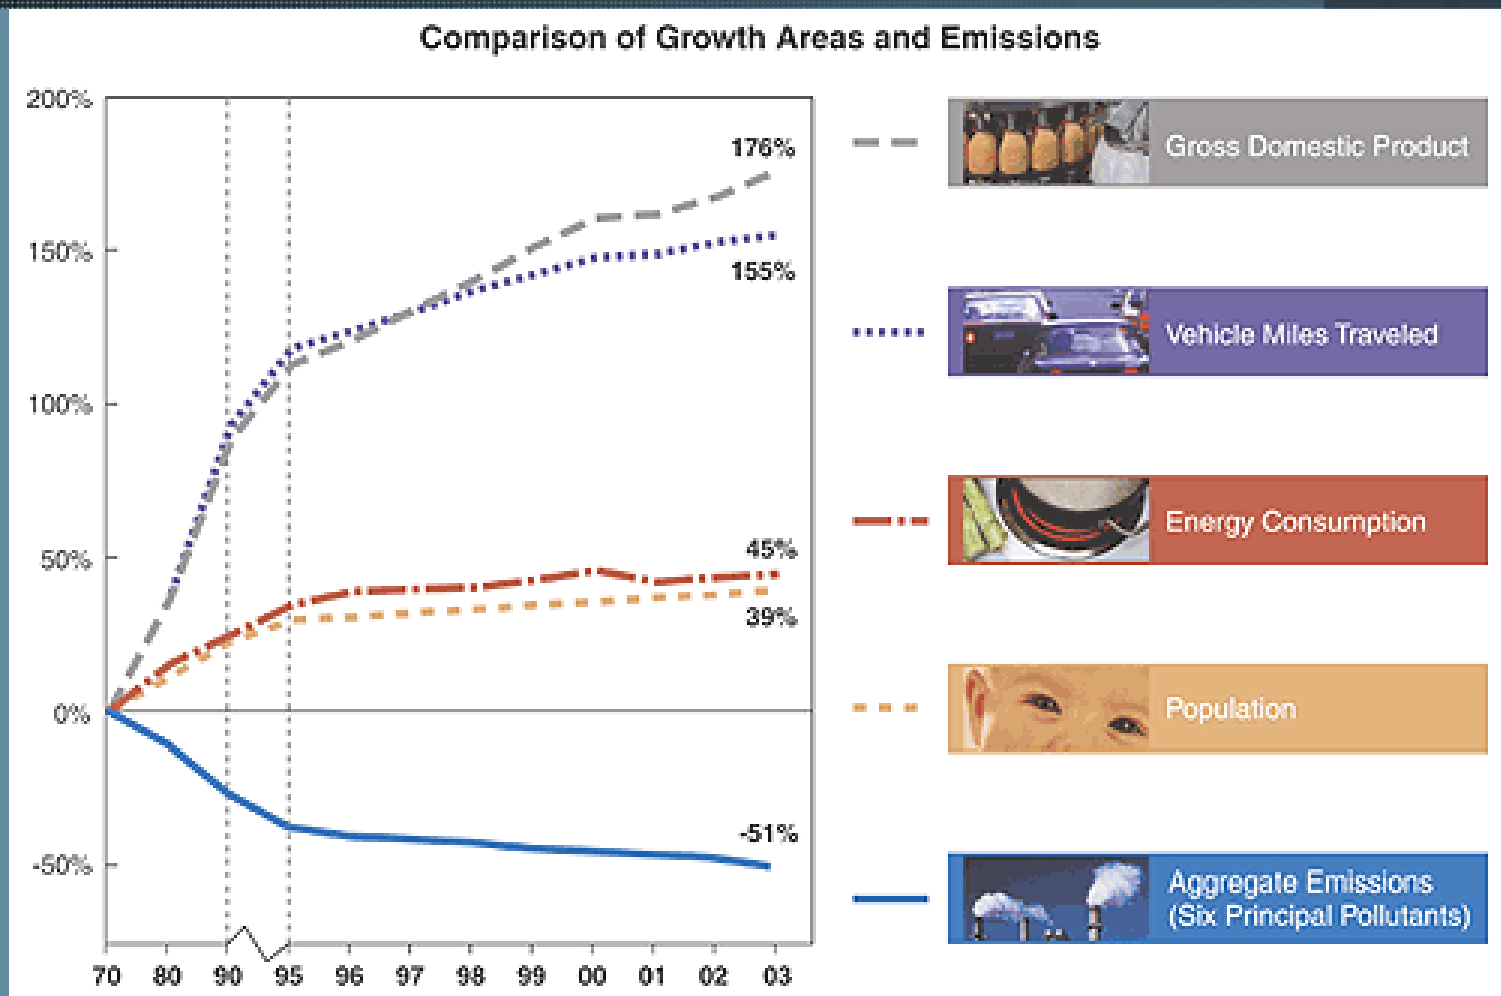 Comparison of Growth Areas and Emissions
200%
150%
100%
50%
0%
-50%
176%
155%
45%
39%
-51%
70 80 90 95 96 97 98 99 00 01 02 03
Gross Domestic Product
Vehicle Miles Traveled
Energy Consumption
Population
Aggregate Emissions
(Six Principal Pollutants)